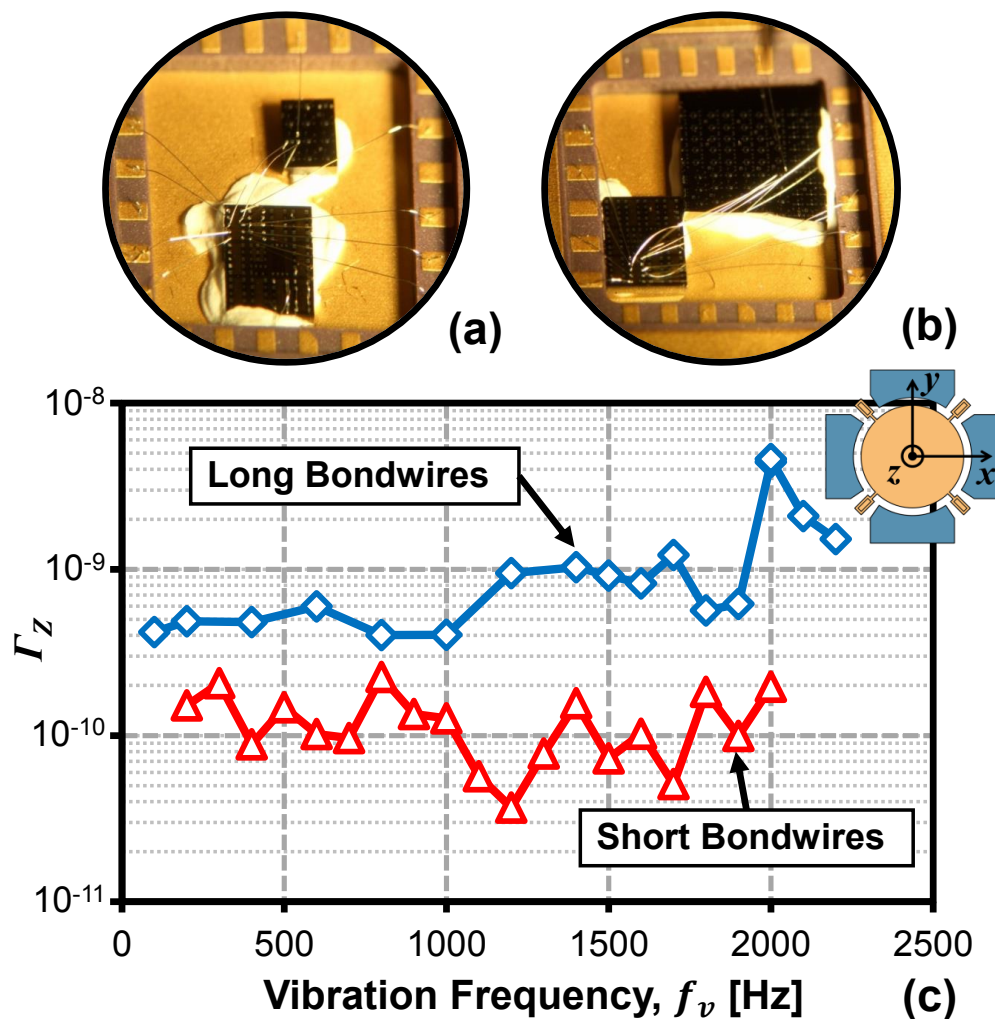 (a)
(b)
10⁻⁸
10⁻⁹
10⁻¹⁰
10⁻¹¹
Γz
Long Bondwires
Short Bondwires
y
z
x
0 500 1000 1500 2000 2500
Vibration Frequency, fᵥ [Hz]
(c)